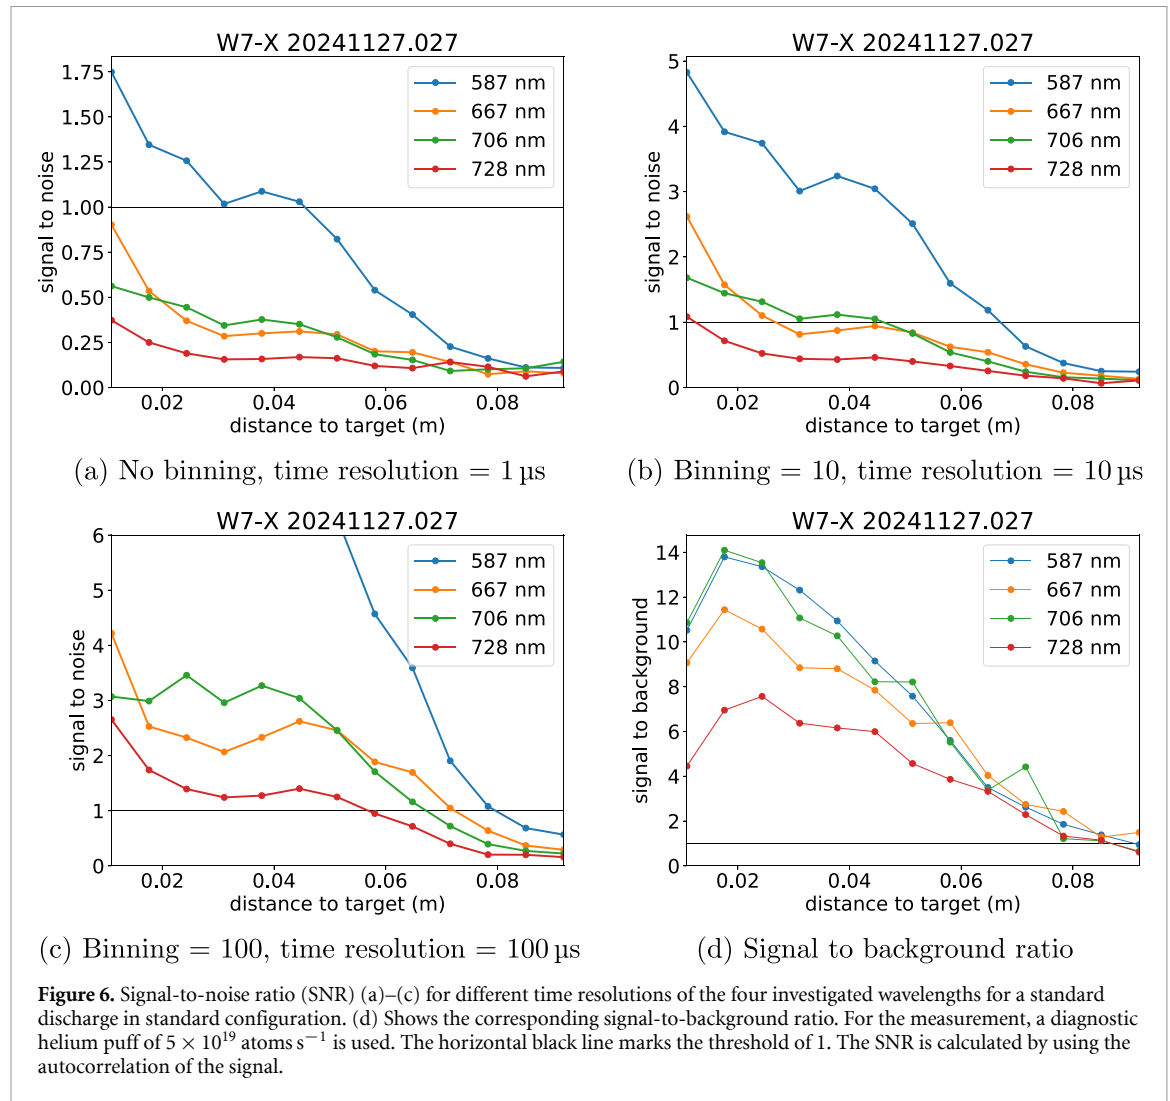 W7-X 20241127.027
signal to noise
1.75
1.50
1.25
1.00
0.75
0.50
0.25
0.00
587 nm
667 nm
706 nm
728 nm
0.02 0.04 0.06 0.08
distance to target (m)
(a) No binning, time resolution = 1 µs
W7-X 20241127.027
signal to noise
5
4
3
2
1
0
587 nm
667 nm
706 nm
728 nm
0.02 0.04 0.06 0.08
distance to target (m)
(b) Binning = 10, time resolution = 10 µs
W7-X 20241127.027
signal to noise
6
5
4
3
2
1
0
587 nm
667 nm
706 nm
728 nm
0.02 0.04 0.06 0.08
distance to target (m)
(c) Binning = 100, time resolution = 100 µs
W7-X 20241127.027
signal to background
14
12
10
8
6
4
2
0
587 nm
667 nm
706 nm
728 nm
0.02 0.04 0.06 0.08
distance to target (m)
(d) Signal to background ratio
Figure 6. Signal-to-noise ratio (SNR) (a)–(c) for different time resolutions of the four investigated wavelengths for a standard
discharge in standard configuration. (d) Shows the corresponding signal-to-background ratio. For the measurement, a diagnostic
helium puff of 5 × 10¹⁹ atoms s⁻¹ is used. The horizontal black line marks the threshold of 1. The SNR is calculated by using the
autocorrelation of the signal.